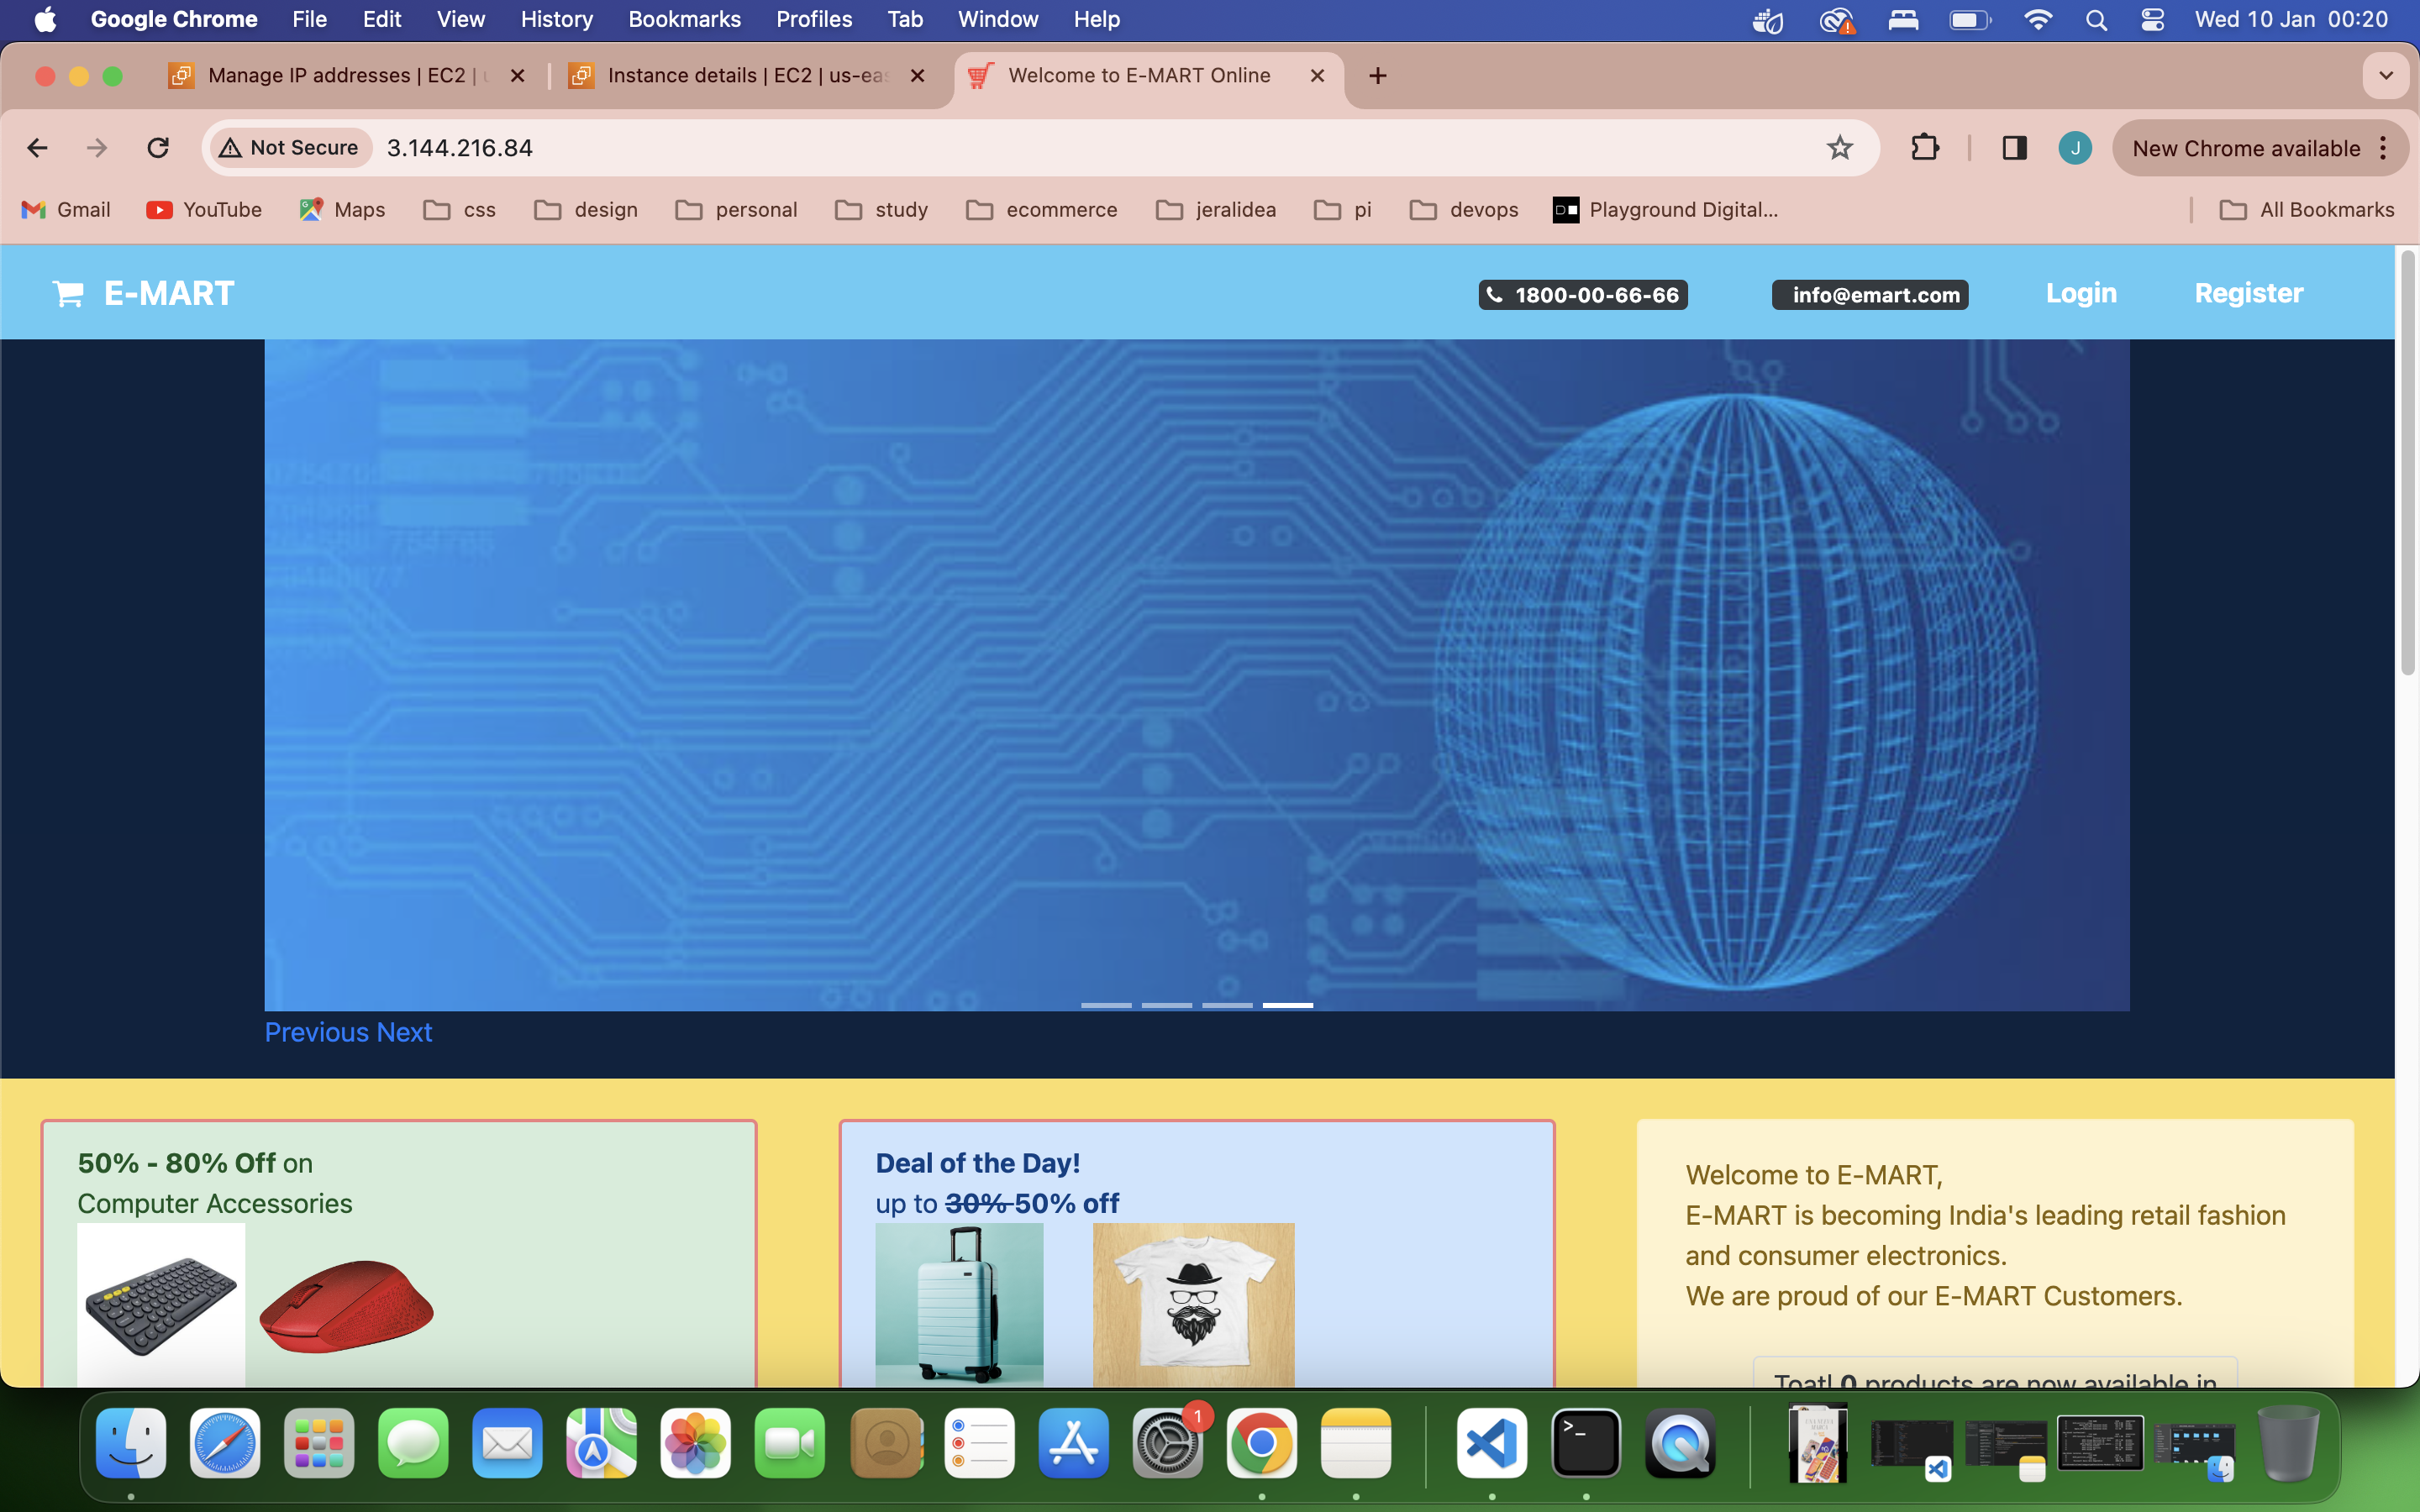 Google Chrome File Edit View History Bookmarks Profiles Tab Window Help Wed 10 Jan 00:20
Manage IP addresses | EC2 | Instance details | EC2 | us-eas Welcome to E-MART Online
Not Secure 3.144.216.84 J New Chrome available
Gmail YouTube Maps css design personal study ecommerce jeralidea pi devops Playground Digital... All Bookmarks
E-MART 1800-00-66-66 info@emart.com Login Register
Previous Next
50% - 80% Off on
Computer Accessories
Deal of the Day!
up to 30% 50% off
Welcome to E-MART,
E-MART is becoming India's leading retail fashion
and consumer electronics.
We are proud of our E-MART Customers.
Toatl 0 products are now available in
1